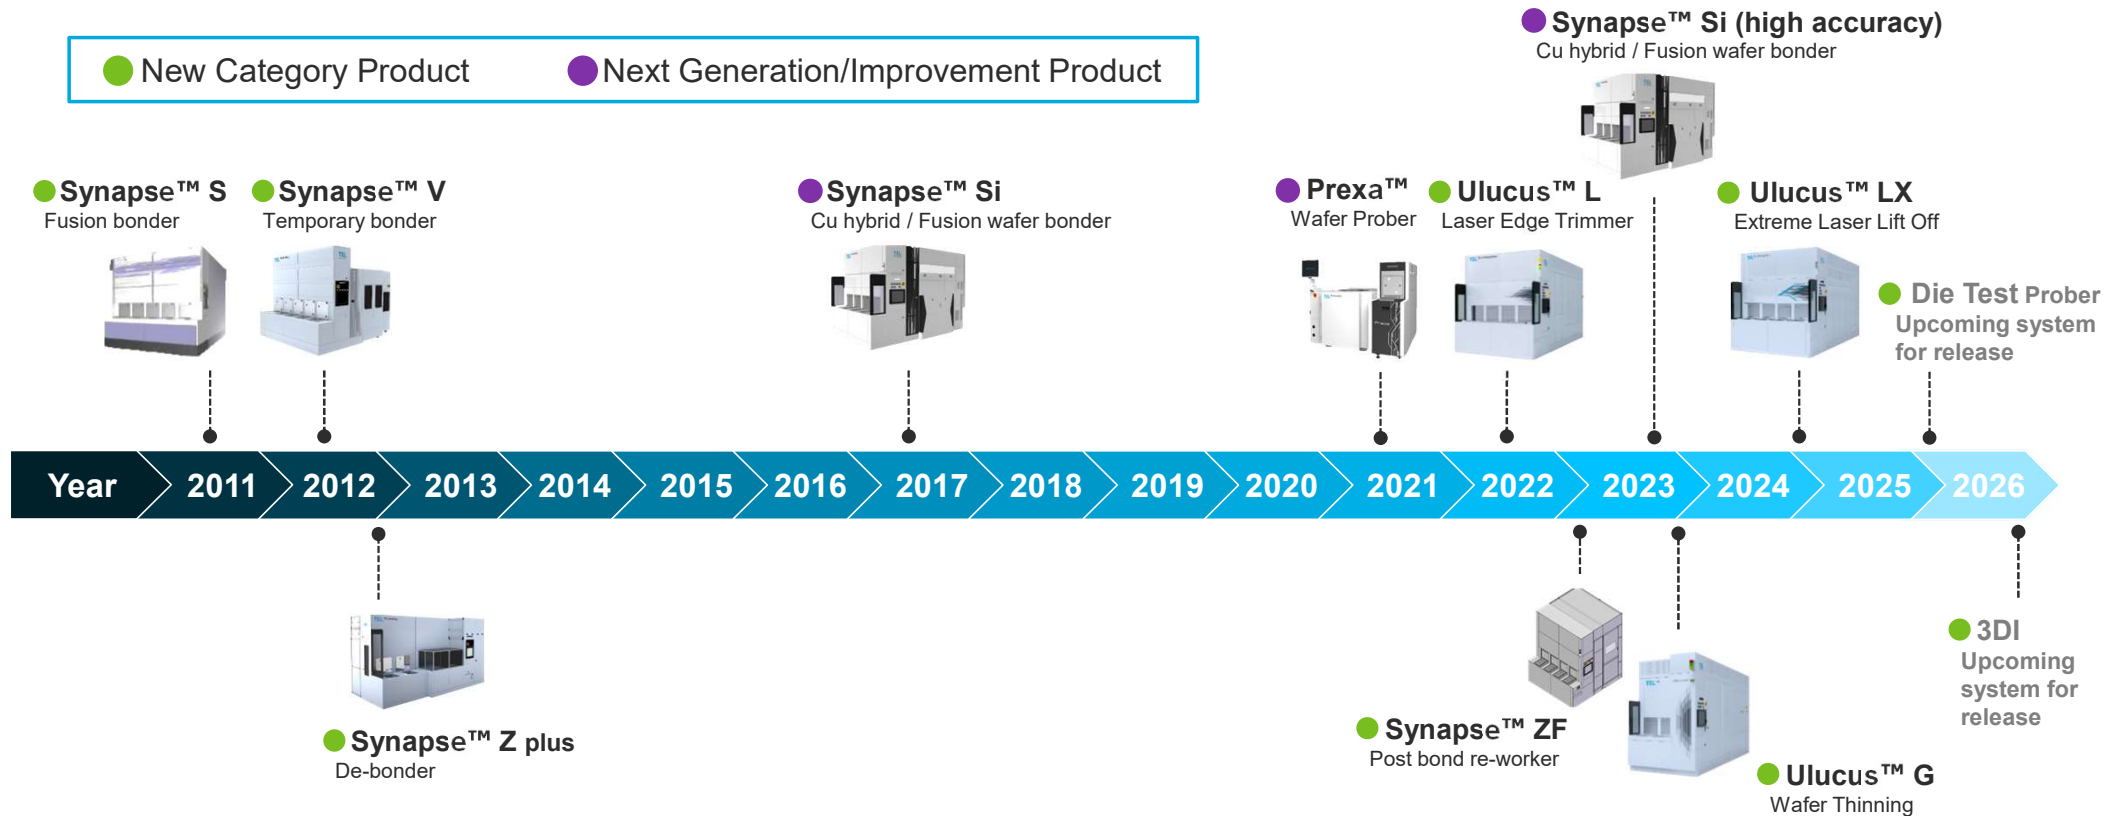 New Category Product
Next Generation/Improvement Product
Synapse™ Si (high accuracy)
Cu hybrid / Fusion wafer bonder
Synapse™ S
Fusion bonder
Synapse™ V
Temporary bonder
Synapse™ Si
Cu hybrid / Fusion wafer bonder
Prexa™
Wafer Prober
Ulucus™ L
Laser Edge Trimmer
Ulucus™ LX
Extreme Laser Lift Off
Die Test Prober
Upcoming system
for release
Year
2011
2012
2013
2014
2015
2016
2017
2018
2019
2020
2021
2022
2023
2024
2025
2026
Synapse™ Z plus
De-bonder
Synapse™ ZF
Post bond re-worker
Ulucus™ G
Wafer Thinning
3DI
Upcoming
system for
release